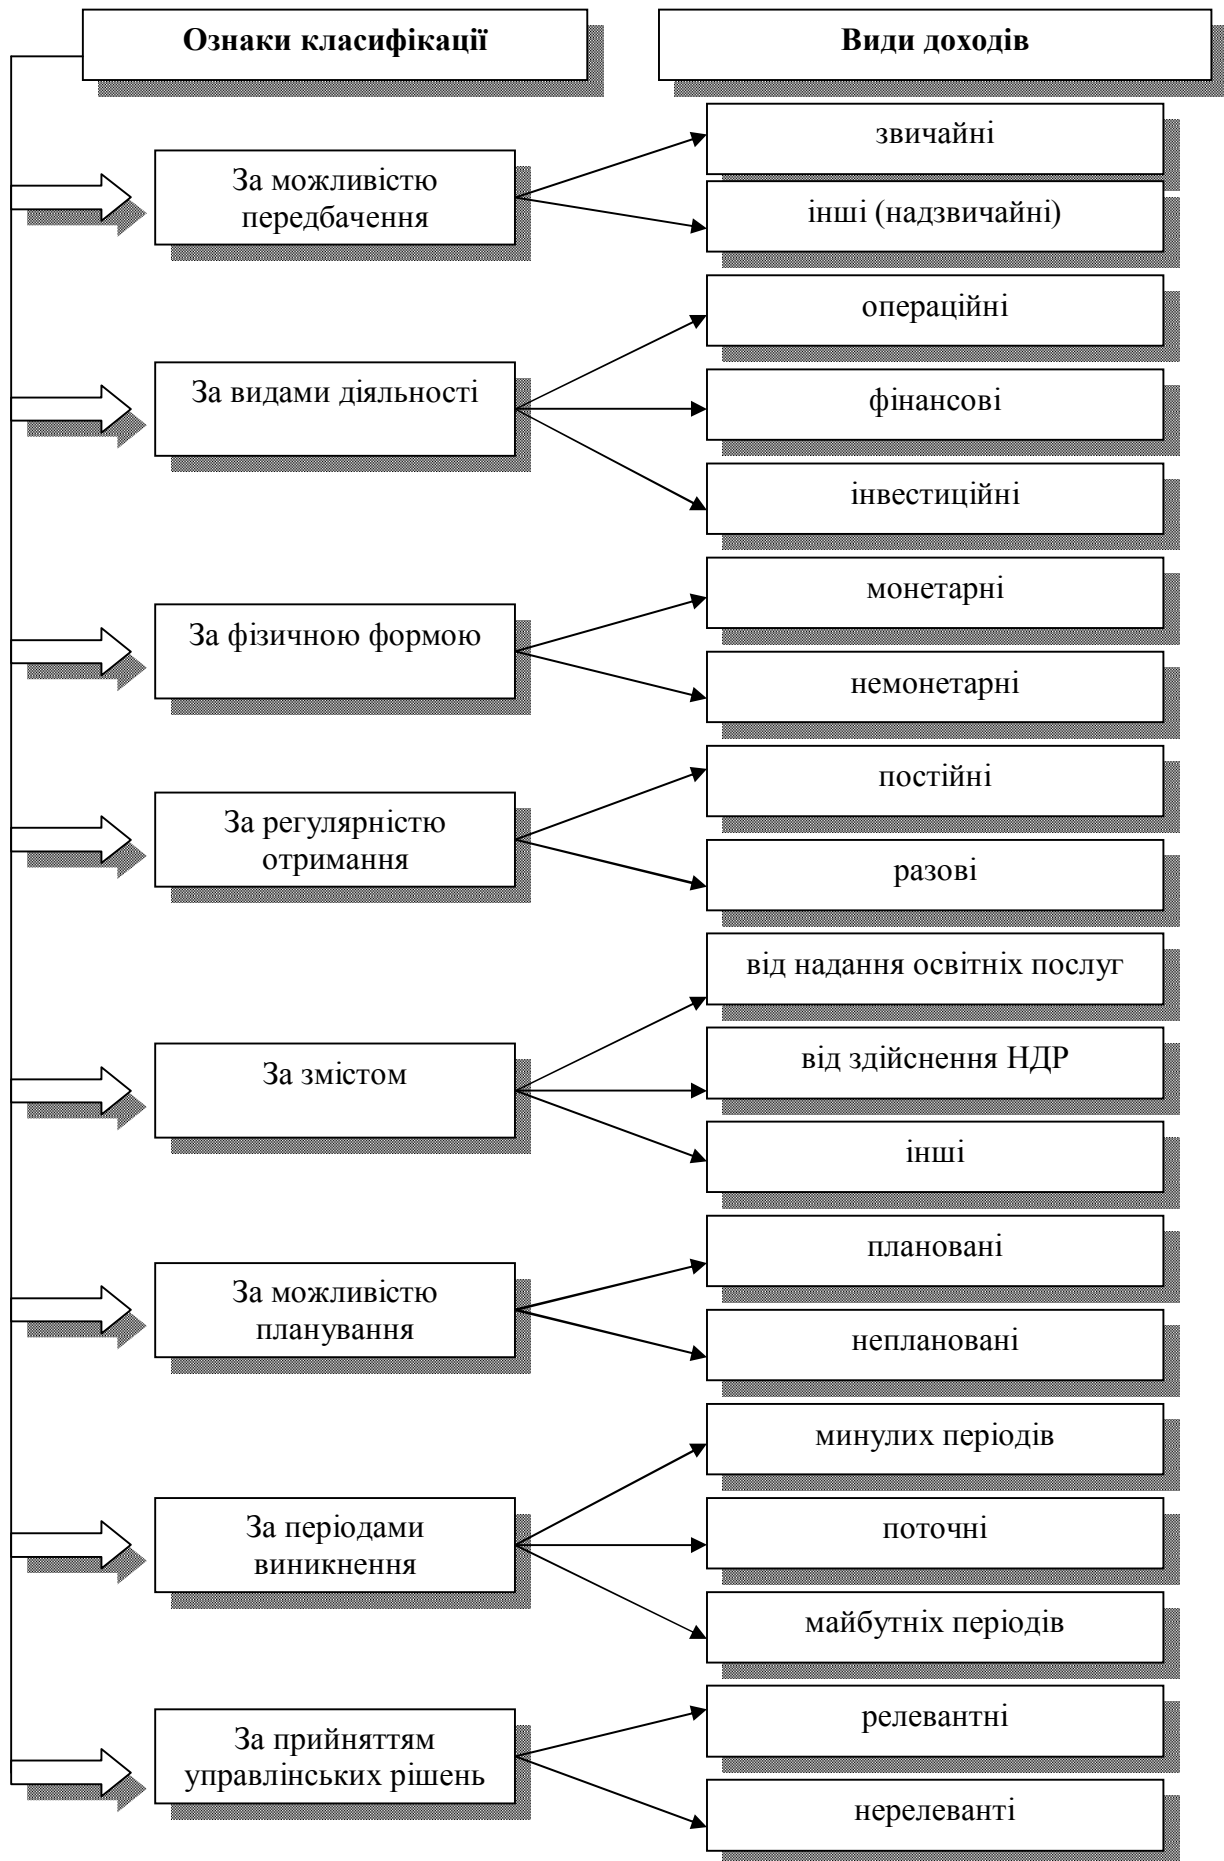 Ознаки класифікації
Види доходів
За можливістю
передбачення
звичайні
інші (надзвичайні)
За видами діяльності
операційні
фінансові
інвестиційні
За фізичною формою
монетарні
немонетарні
За регулярністю
отримання
постійні
разові
За змістом
від надання освітніх послуг
від здійснення НДР
інші
За можливістю
планування
плановані
неплановані
За періодами
виникнення
минулих періодів
поточні
майбутніх періодів
За прийняттям
управлінських рішень
релевантні
нерелеванті